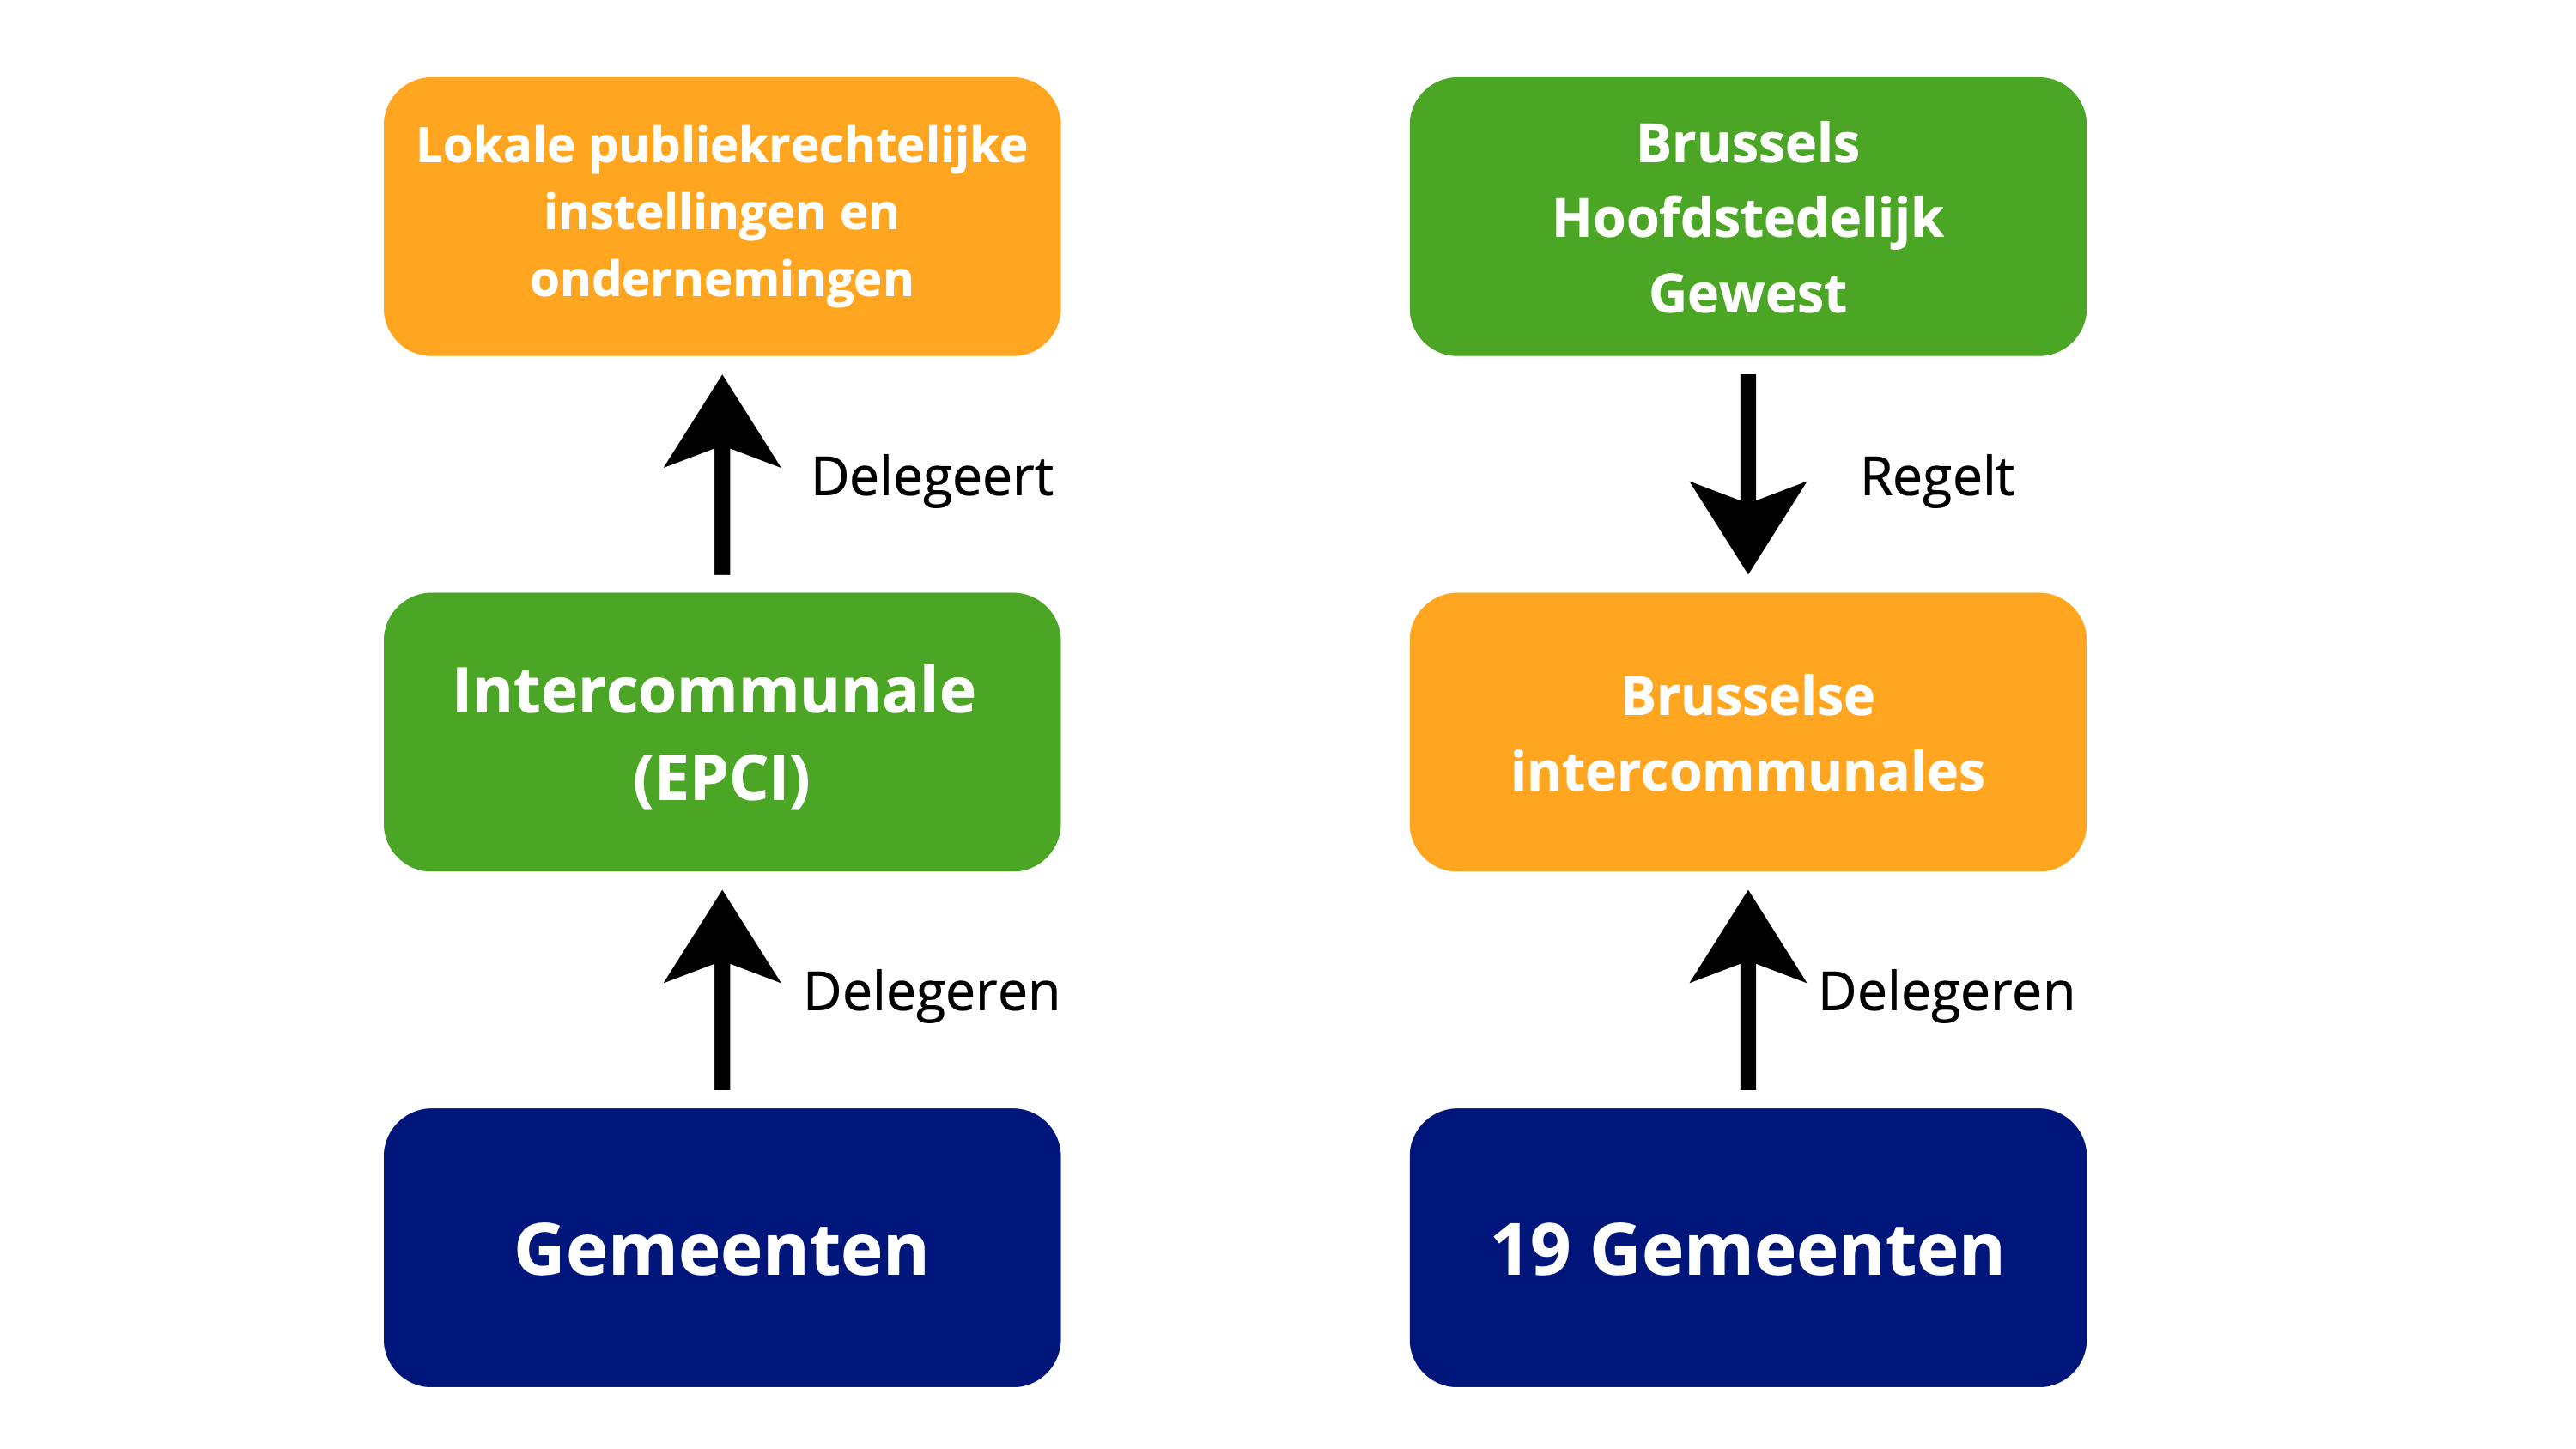 Lokale publiekrechtelijke
instellingen en
ondernemingen
Delegeert
Intercommunale
(EPCI)
Delegeren
Gemeenten
Brussels
Hoofdstedelijk
Gewest
Regelt
Brusselse
intercommunales
Delegeren
19 Gemeenten